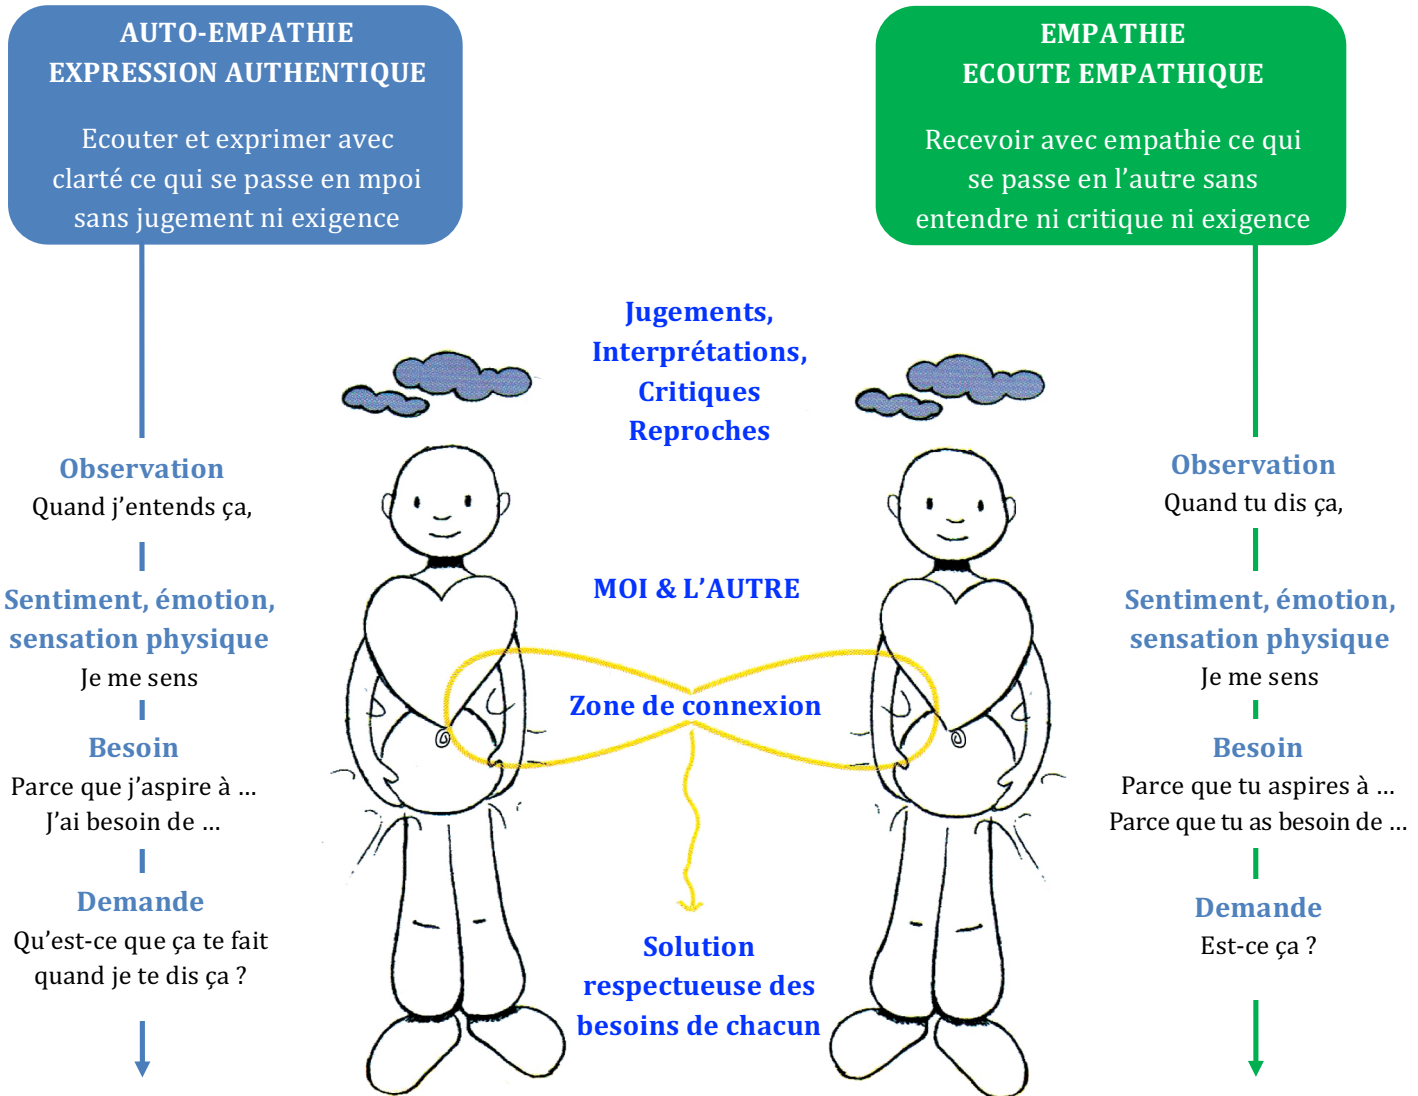 AUTO-EMPATHIE
EXPRESSION AUTHENTIQUE
Ecouter et exprimer avec
clarté ce qui se passe en mpoi
sans jugement ni exigence
EMPATHIE
ECOUTE EMPATHIQUE
Recevoir avec empathie ce qui
se passe en l’autre sans
entendre ni critique ni exigence
Jugements,
Interprétations,
Critiques
Reproches
Observation
Quand j’entends ça,
Sentiment, émotion,
sensation physique
Je me sens
Besoin
Parce que j’aspire à …
J’ai besoin de …
Demande
Qu’est-ce que ça te fait
quand je te dis ça ?
MOI & L’AUTRE
Zone de connexion
Solution
respectueuse des
besoins de chacun
Observation
Quand tu dis ça,
Sentiment, émotion,
sensation physique
Je me sens
Besoin
Parce que tu aspires à …
Parce que tu as besoin de …
Demande
Est-ce ça ?